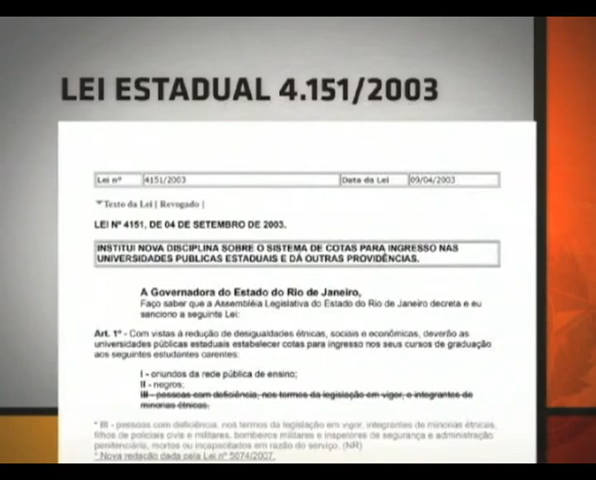 LEI ESTADUAL 4.151/2003
Lei nº 4151/2003 Data da Lei 09/04/2003
Texto da Lei [ Revogado ]
LEI Nº 4151, DE 04 DE SETEMBRO DE 2003.
INSTITUI NOVA DISCIPLINA SOBRE O SISTEMA DE COTAS PARA INGRESSO NAS
UNIVERSIDADES PUBLICAS ESTADUAIS E DÁ OUTRAS PROVIDÊNCIAS.
A Governadora do Estado do Rio de Janeiro,
Faço saber que a Assembléia Legislativa do Estado do Rio de Janeiro decreta e eu
sanciono a seguinte Lei:
Art. 1º - Com vistas à redução de desigualdades étnicas, sociais e econômicas, deverão as
universidades públicas estaduais estabelecer cotas para ingresso nos seus cursos de graduação
aos seguintes estudantes carentes:
I - oriundos da rede pública de ensino;
II - negros;
III - pessoas com deficiência, nos termos da legislação em vigor, e integrantes de
minorias étnicas.
* III - pessoas com deficiência, nos termos da legislação em vigor, integrantes de minorias étnicas,
filhos de policiais civis e militares, bombeiros militares e inspetores de segurança e administração
penitenciária, mortos ou incapacitados em razão do serviço. (NR)
* Nova redação dada pela Lei nº 5074/2007.